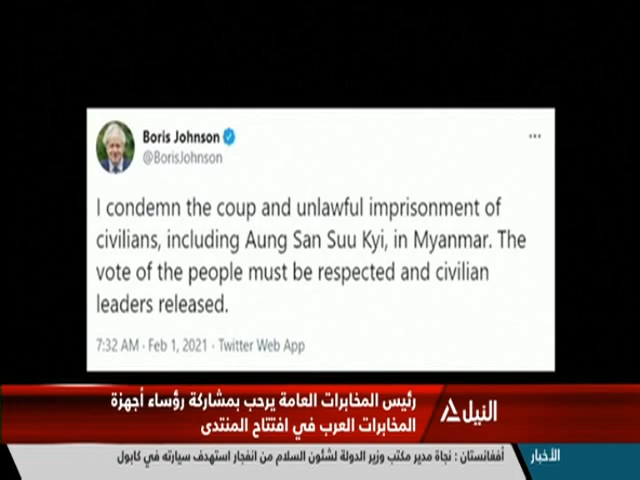 Boris Johnson
@BorisJohnson
I condemn the coup and unlawful imprisonment of
civilians, including Aung San Suu Kyi, in Myanmar. The
vote of the people must be respected and civilian
leaders released.
7:32 AM · Feb 1, 2021 · Twitter Web App
النيل
رئيس المخابرات العامة يرحب بمشاركة رؤساء أجهزة
المخابرات العرب في افتتاح المنتدى
الأخبار
أفغانستان : نجاة مدير مكتب وزير الدولة لشئون السلام من انفجار استهدف سيارته في كابول